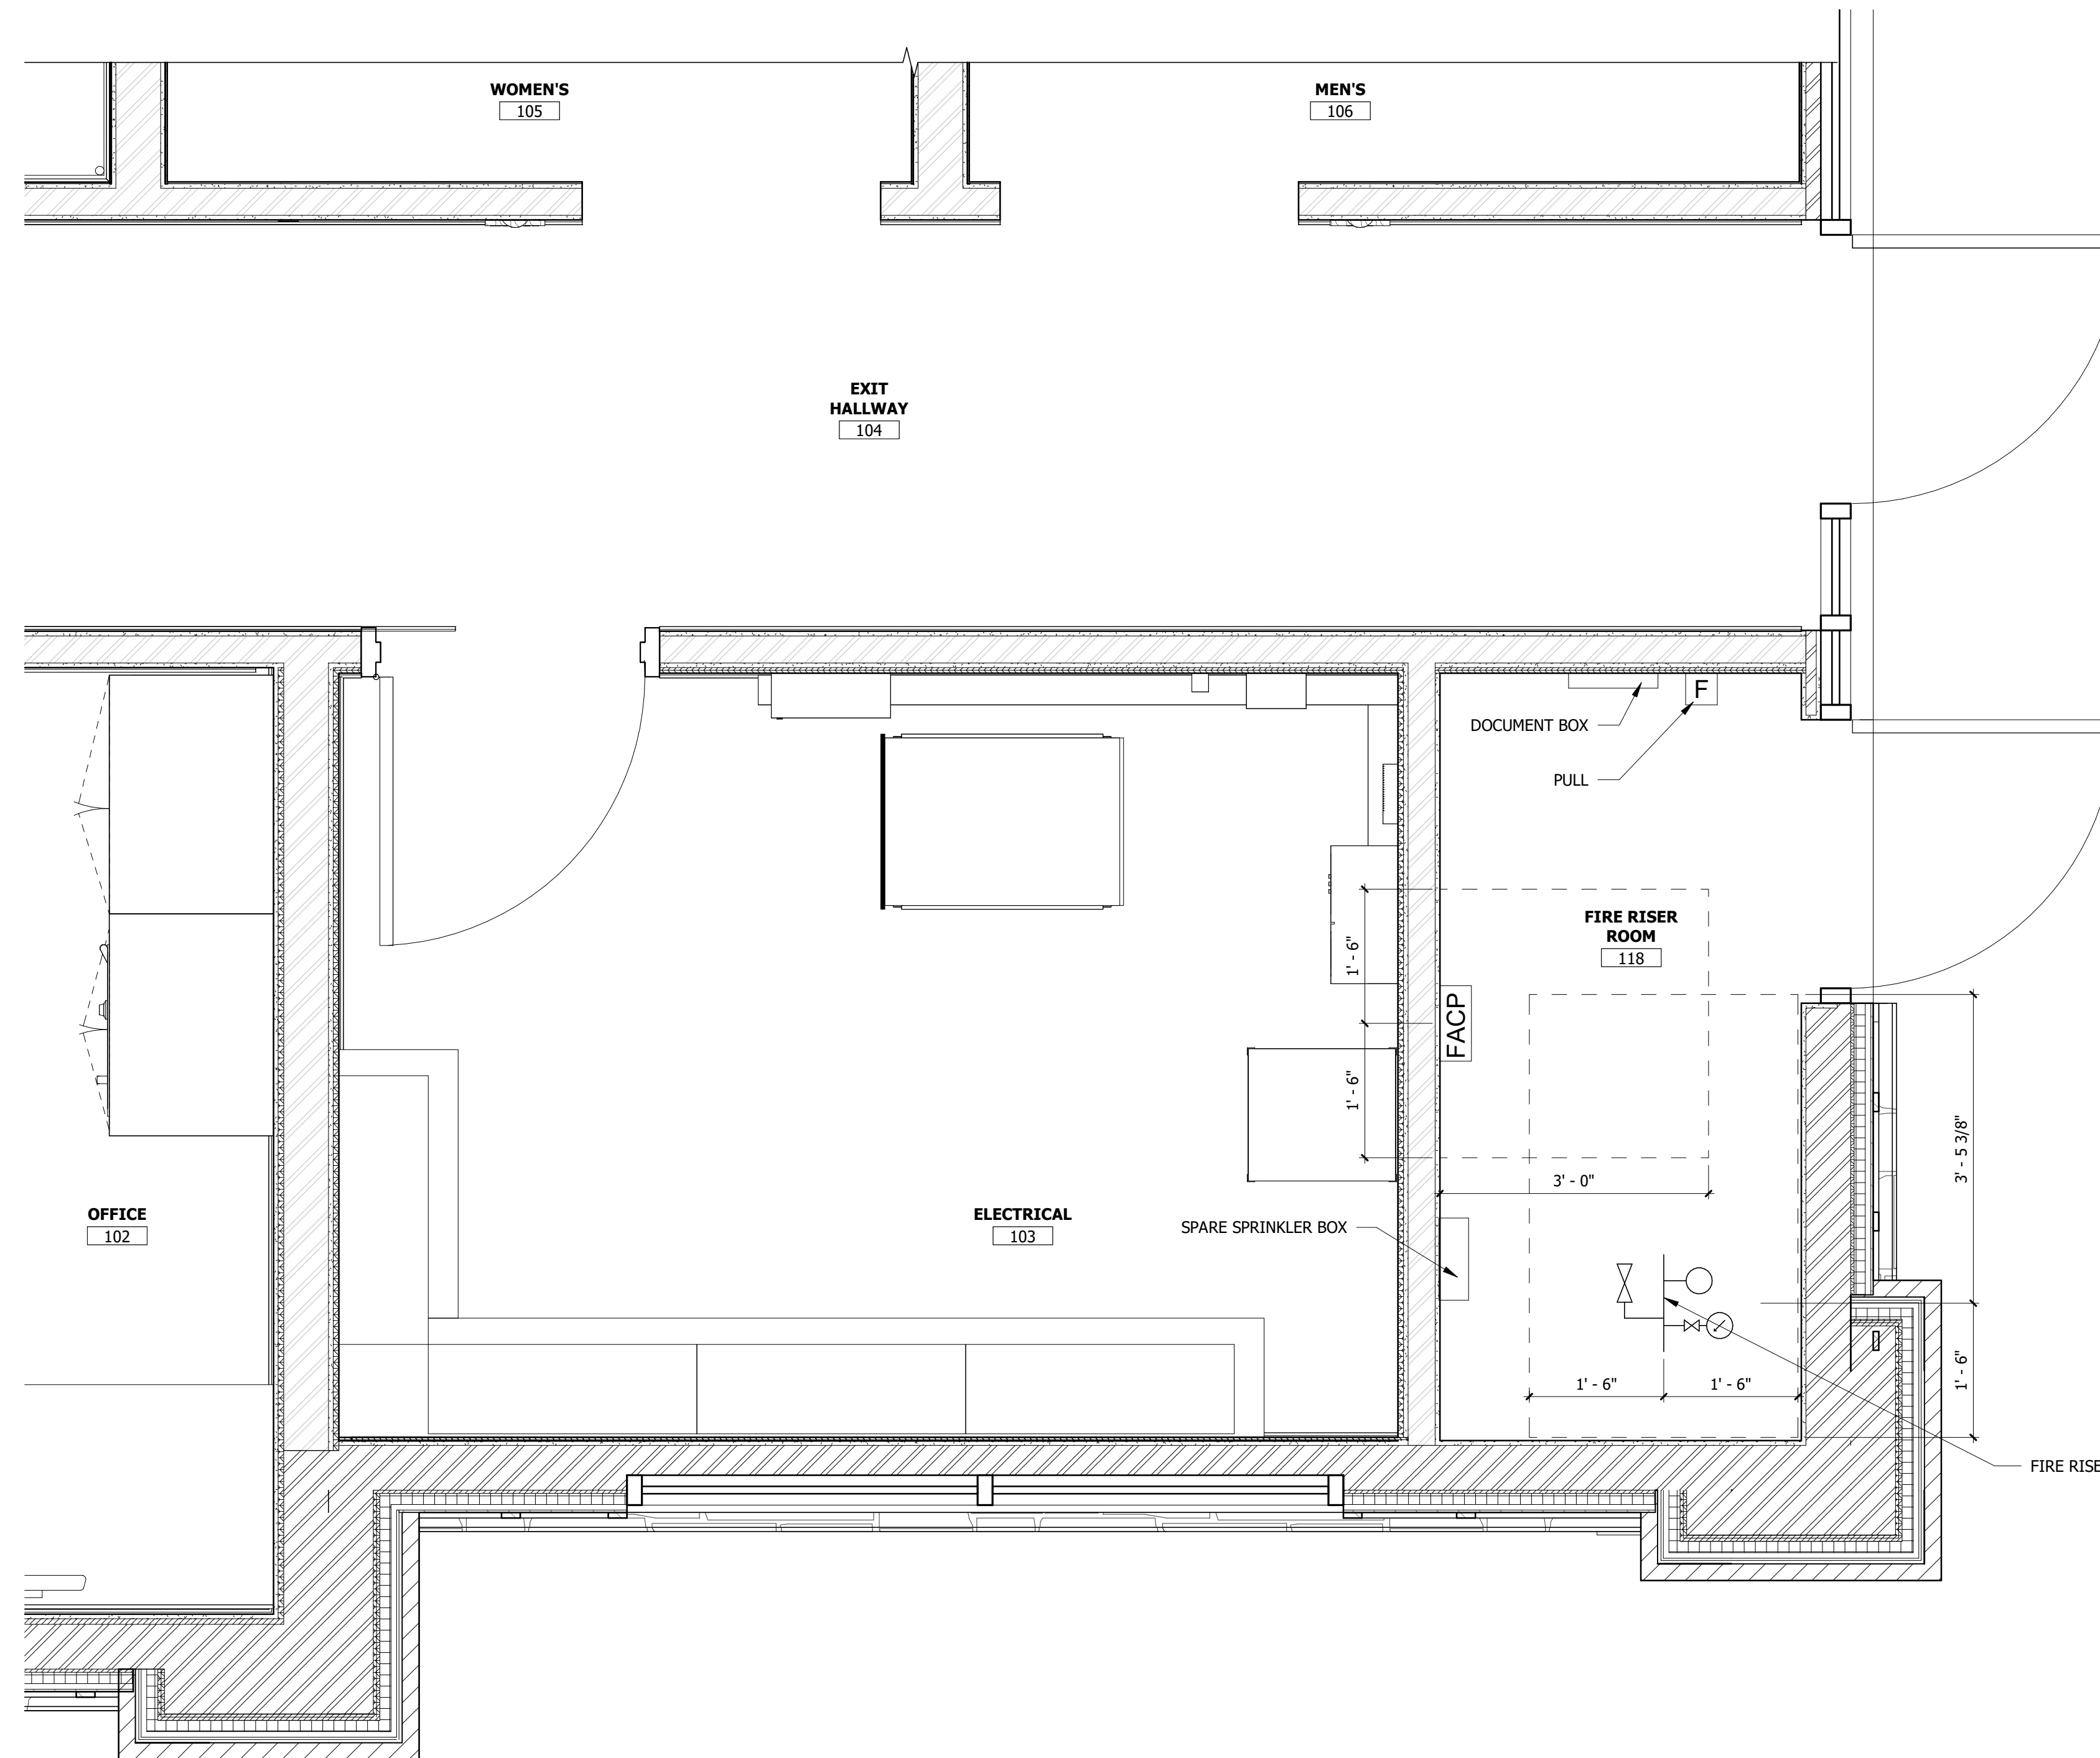 WOMEN'S
105
MEN'S
106
EXIT
HALLWAY
104
DOCUMENT BOX
F
PULL
FIRE RISER
ROOM
118
1' - 6"
FACP
1' - 6"
3' - 5 3/8"
3' - 0"
OFFICE
102
ELECTRICAL
103
SPARE SPRINKLER BOX
1' - 6"
1' - 6"
1' - 6"
FIRE RISE